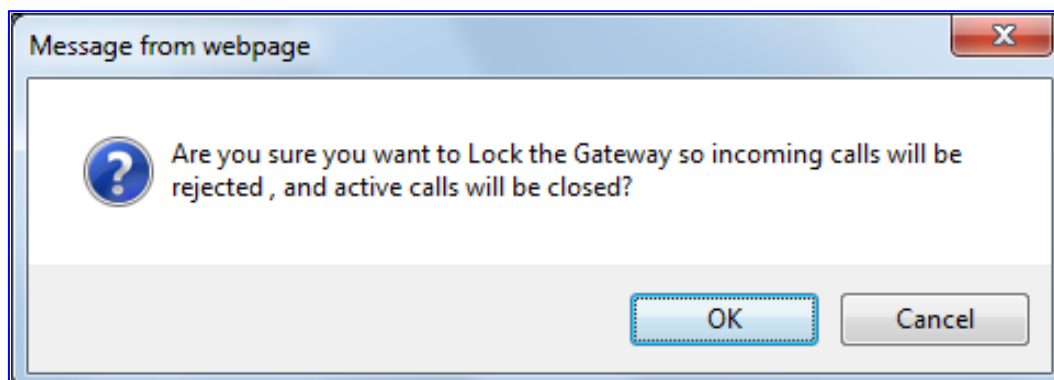 Message from webpage
Are you sure you want to Lock the Gateway so incoming calls will be
rejected , and active calls will be closed?
OK
Cancel